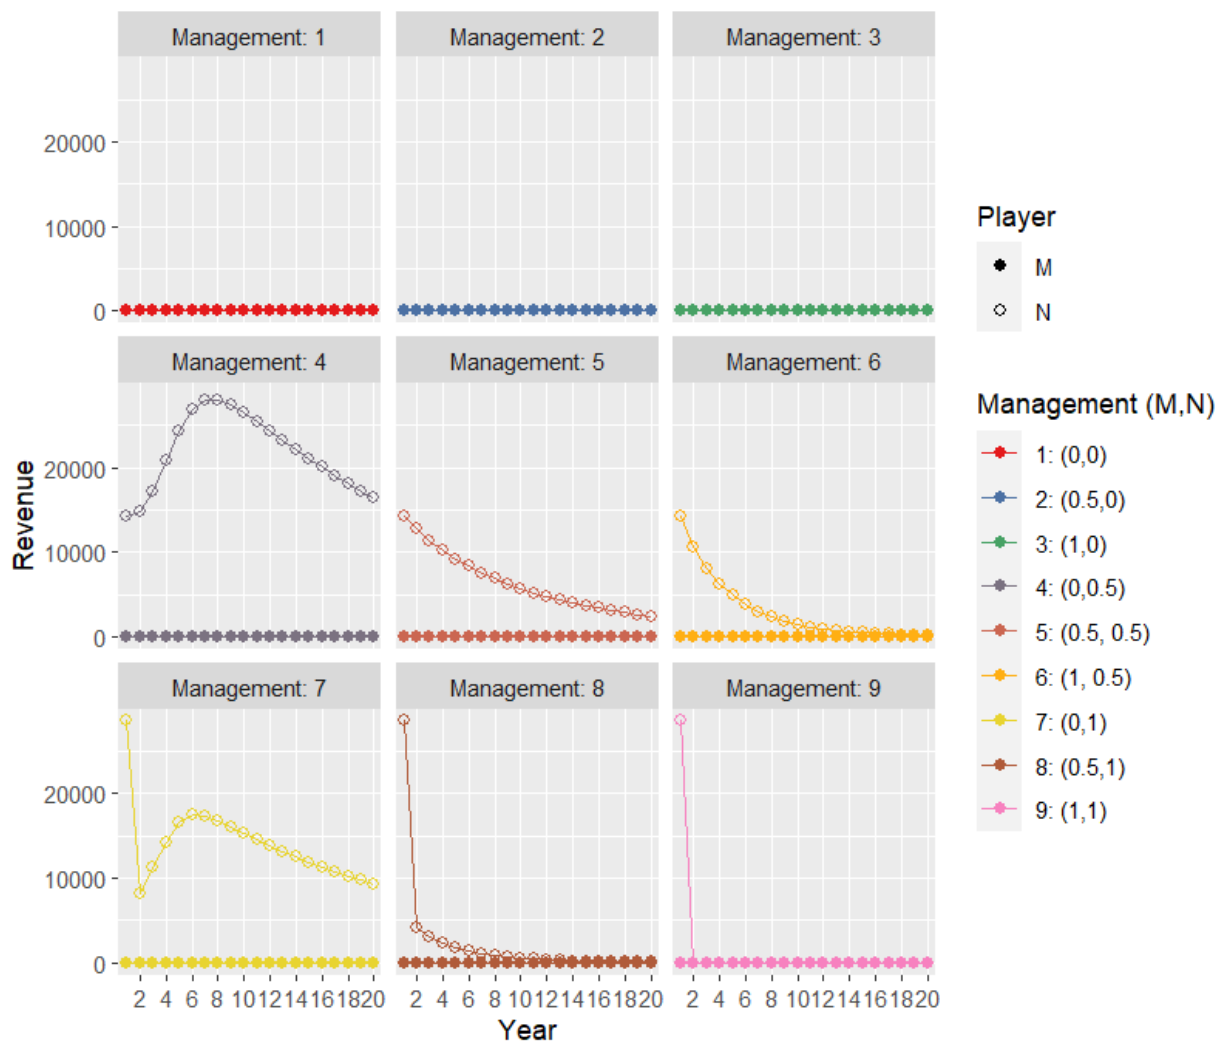 Management: 1 Management: 2 Management: 3
20000
10000
0
Management: 4 Management: 5 Management: 6
20000
10000
0
Management: 7 Management: 8 Management: 9
20000
10000
0
2 4 6 8 10 12 14 16 18 20 2 4 6 8 10 12 14 16 18 20 2 4 6 8 10 12 14 16 18 20
Year
Revenue
Player
M
N
Management (M,N)
1: (0,0)
2: (0.5,0)
3: (1,0)
4: (0,0.5)
5: (0.5, 0.5)
6: (1, 0.5)
7: (0,1)
8: (0.5,1)
9: (1,1)